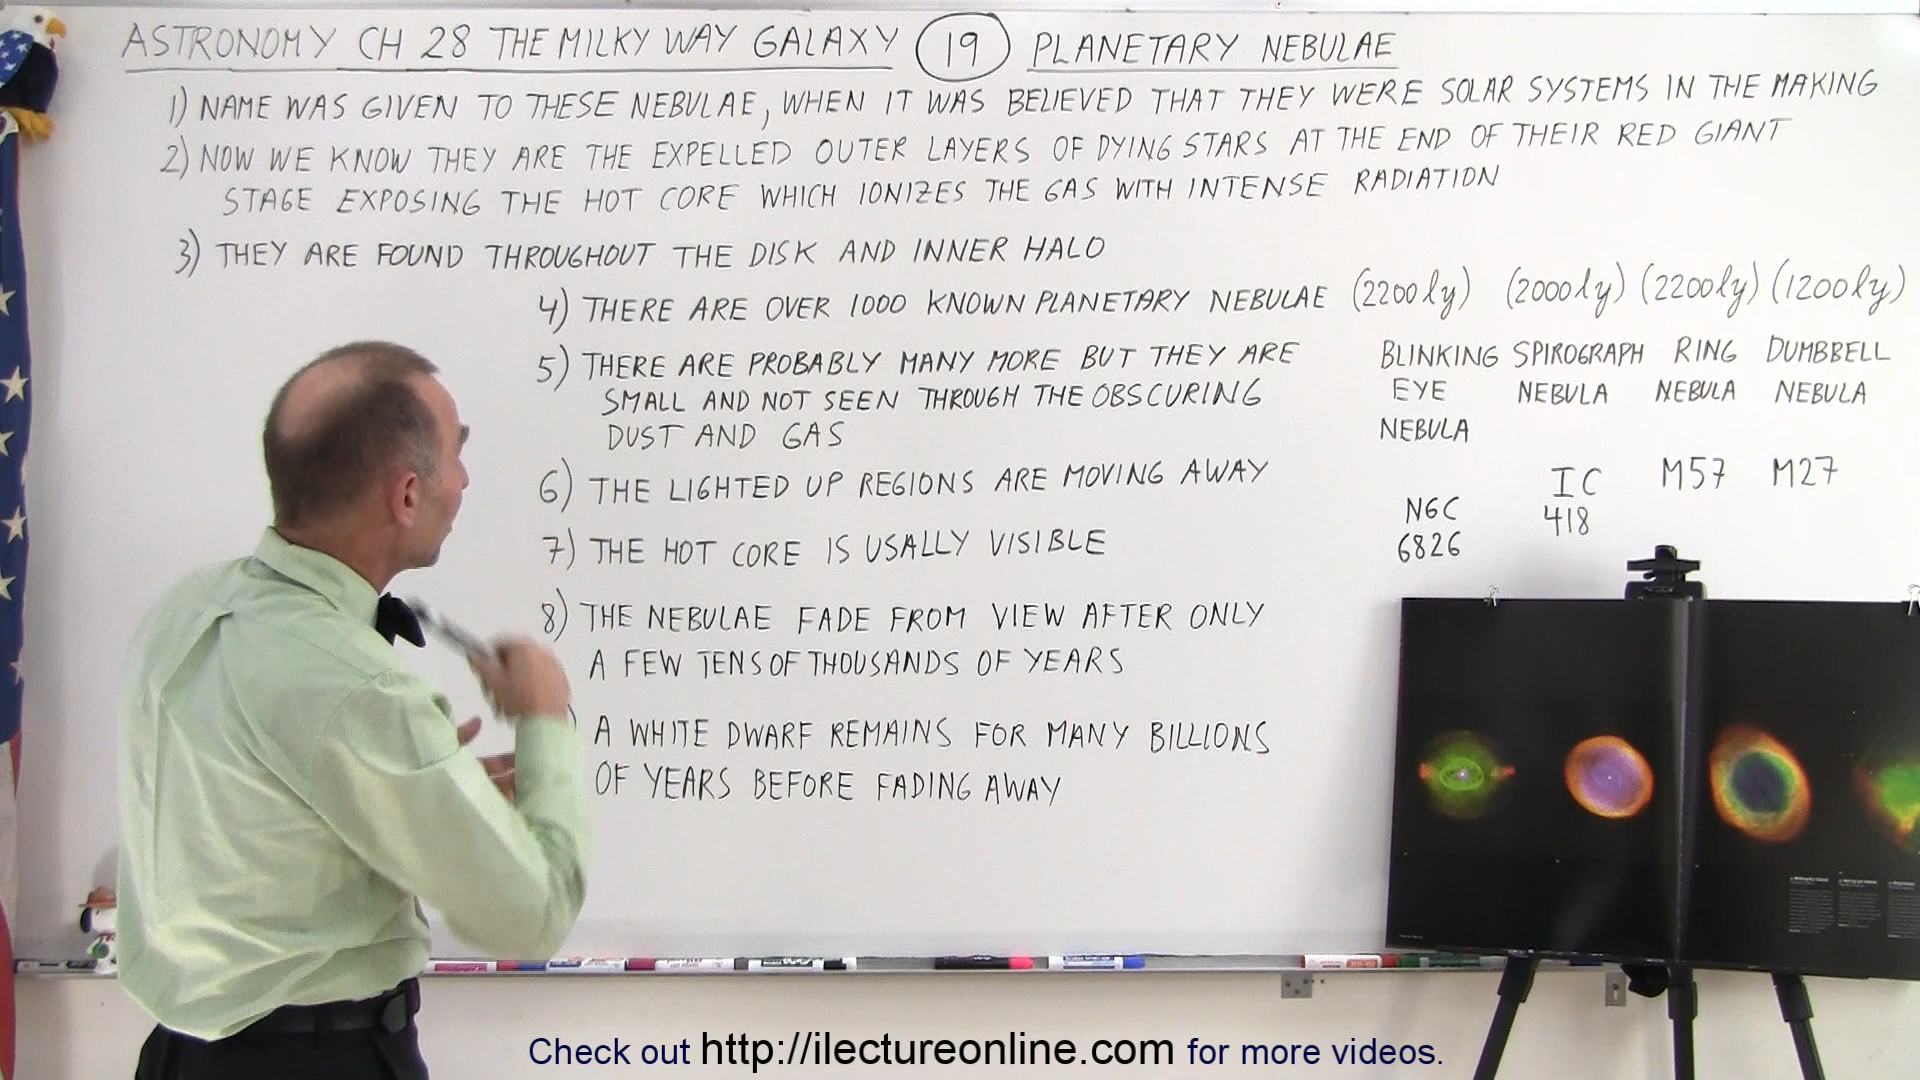 ASTRONOMY CH 28 THE MILKY WAY GALAXY 19 PLANETARY NEBULAE
1) NAME WAS GIVEN TO THESE NEBULAE, WHEN IT WAS BELIEVED THAT THEY WERE SOLAR SYSTEMS IN THE MAKING
2) NOW WE KNOW THEY ARE THE EXPELLED OUTER LAYERS OF DYING STARS AT THE END OF THEIR RED GIANT
STAGE EXPOSING THE HOT CORE WHICH IONIZES THE GAS WITH INTENSE RADIATION
3) THEY ARE FOUND THROUGHOUT THE DISK AND INNER HALO
4) THERE ARE OVER 1000 KNOWN PLANETARY NEBULAE
5) THERE ARE PROBABLY MANY MORE BUT THEY ARE
SMALL AND NOT SEEN THROUGH THE OBSCURING
DUST AND GAS
6) THE LIGHTED UP REGIONS ARE MOVING AWAY
7) THE HOT CORE IS USALLY VISIBLE
8) THE NEBULAE FADE FROM VIEW AFTER ONLY
A FEW TENS OF THOUSANDS OF YEARS
) A WHITE DWARF REMAINS FOR MANY BILLIONS
OF YEARS BEFORE FADING AWAY
(2200 ly) (2000 ly) (2200 ly) (1200 ly)
BLINKING SPIROGRAPH RING DUMBBELL
EYE NEBULA NEBULA NEBULA
NEBULA
IC M57 M27
NGC 418
6826
Check out http://ilectureonline.com for more videos.